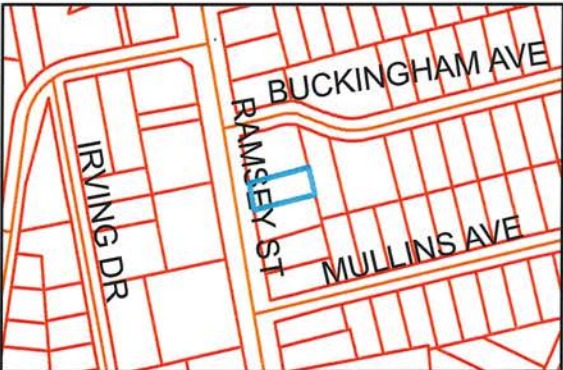 BUCKINGHAM AVE
RAMSEY ST
IRVING DR
MULLINS AVE